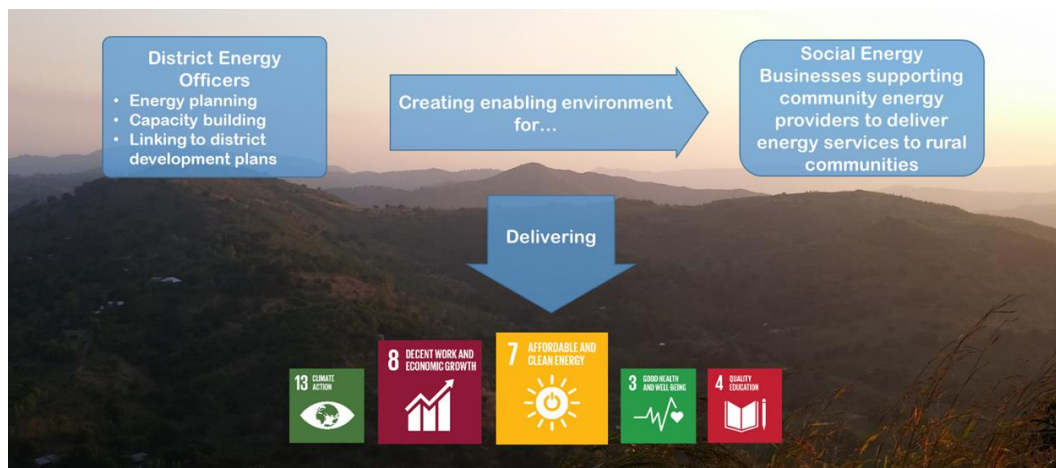 District Energy
Officers
• Energy planning
• Capacity building
• Linking to district
development plans
Creating enabling environment
for…
Social Energy
Businesses supporting
community energy
providers to deliver
energy services to rural
communities
Delivering
13 CLIMATE
ACTION
8 DECENT WORK AND
ECONOMIC GROWTH
7 AFFORDABLE AND
CLEAN ENERGY
3 GOOD HEALTH
AND WELL-BEING
4 QUALITY
EDUCATION